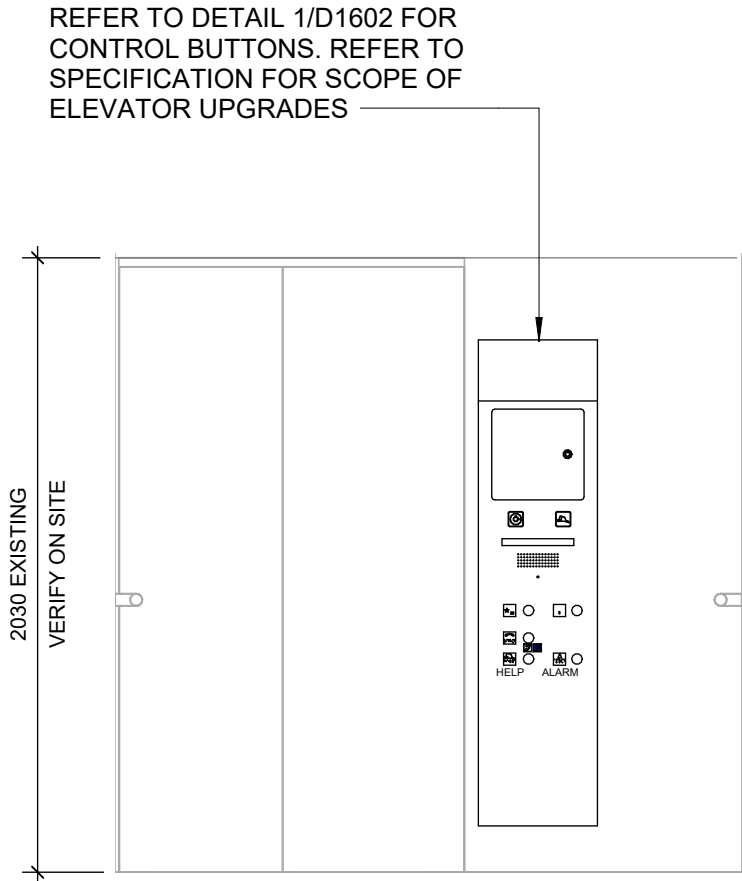 REFER TO DETAIL 1/D1602 FOR
CONTROL BUTTONS. REFER TO
SPECIFICATION FOR SCOPE OF
ELEVATOR UPGRADES
2030 EXISTING
VERIFY ON SITE
HELP
ALARM